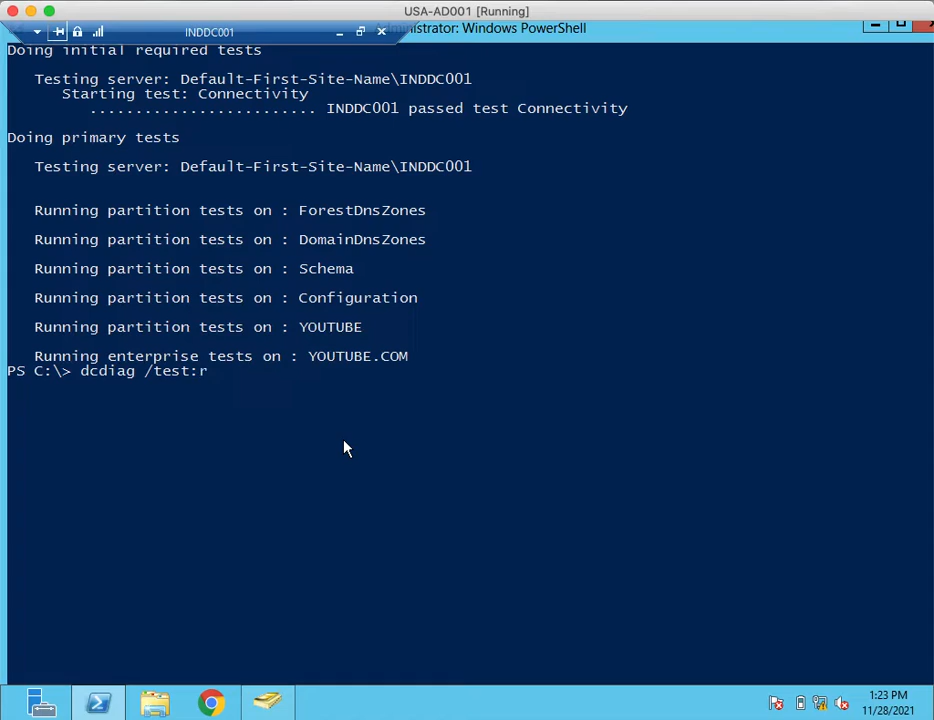 USA-AD001 [Running]
INDDC001
Administrator: Windows PowerShell
Doing initial required tests
Testing server: Default-First-Site-Name\INDDC001
Starting test: Connectivity
......................... INDDC001 passed test Connectivity
Doing primary tests
Testing server: Default-First-Site-Name\INDDC001
Running partition tests on : ForestDnsZones
Running partition tests on : DomainDnsZones
Running partition tests on : Schema
Running partition tests on : Configuration
Running partition tests on : YOUTUBE
Running enterprise tests on : YOUTUBE.COM
PS C:\> dcdiag /test:r
1:23 PM
11/28/2021